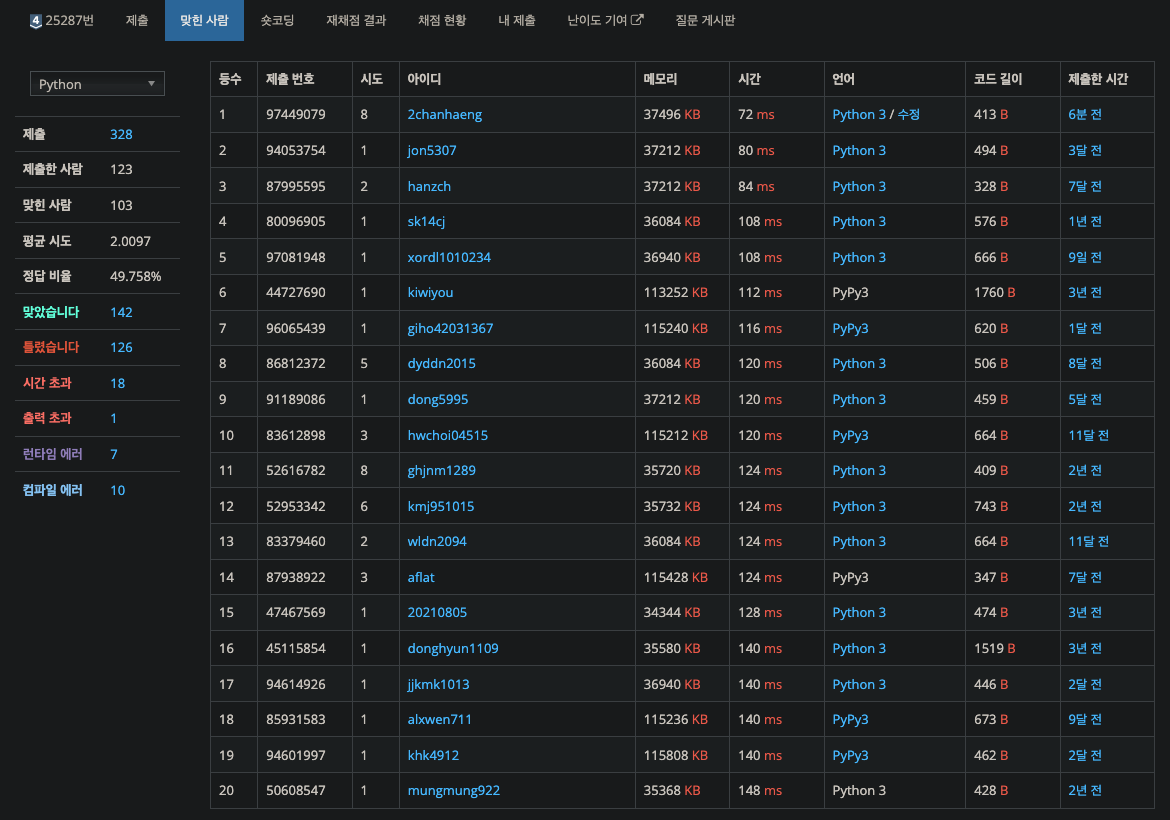 4 25287번 제출 맞힌 사람 숏코딩 재채점 결과 채점 현황 내 제출 난이도 기여 질문 게시판
Python
제출 328
제출한 사람 123
맞힌 사람 103
평균 시도 2.0097
정답 비율 49.758%
맞았습니다 142
틀렸습니다 126
시간 초과 18
출력 초과 1
런타임 에러 7
컴파일 에러 10
등수 제출 번호 시도 아이디 메모리 시간 언어 코드 길이 제출한 시간
1 97449079 8 2chanhaeng 37496 KB 72 ms Python 3 / 수정 413 B 6분 전
2 94053754 1 jon5307 37212 KB 80 ms Python 3 494 B 3달 전
3 87995595 2 hanzch 37212 KB 84 ms Python 3 328 B 7달 전
4 80096905 1 sk14cj 36084 KB 108 ms Python 3 576 B 1년 전
5 97081948 1 xordl1010234 36940 KB 108 ms Python 3 666 B 9일 전
6 44727690 1 kiwiyou 113252 KB 112 ms PyPy3 1760 B 3년 전
7 96065439 1 giho42031367 115240 KB 116 ms PyPy3 620 B 1달 전
8 86812372 5 dyddn2015 36084 KB 120 ms Python 3 506 B 8달 전
9 91189086 1 dong5995 37212 KB 120 ms Python 3 459 B 5달 전
10 83612898 3 hwchoi04515 115212 KB 120 ms PyPy3 664 B 11달 전
11 52616782 8 ghjnm1289 35720 KB 124 ms Python 3 409 B 2년 전
12 52953342 6 kmj951015 35732 KB 124 ms Python 3 743 B 2년 전
13 83379460 2 wldn2094 36084 KB 124 ms Python 3 664 B 11달 전
14 87938922 3 aflat 115428 KB 124 ms PyPy3 347 B 7달 전
15 47467569 1 20210805 34344 KB 128 ms Python 3 474 B 3년 전
16 45115854 1 donghyun1109 35580 KB 140 ms Python 3 1519 B 3년 전
17 94614926 1 jjkmk1013 36940 KB 140 ms Python 3 446 B 2달 전
18 85931583 1 alxwen711 115236 KB 140 ms PyPy3 673 B 9달 전
19 94601997 1 khk4912 115808 KB 140 ms PyPy3 462 B 2달 전
20 50608547 1 mungmung922 35368 KB 148 ms Python 3 428 B 2년 전